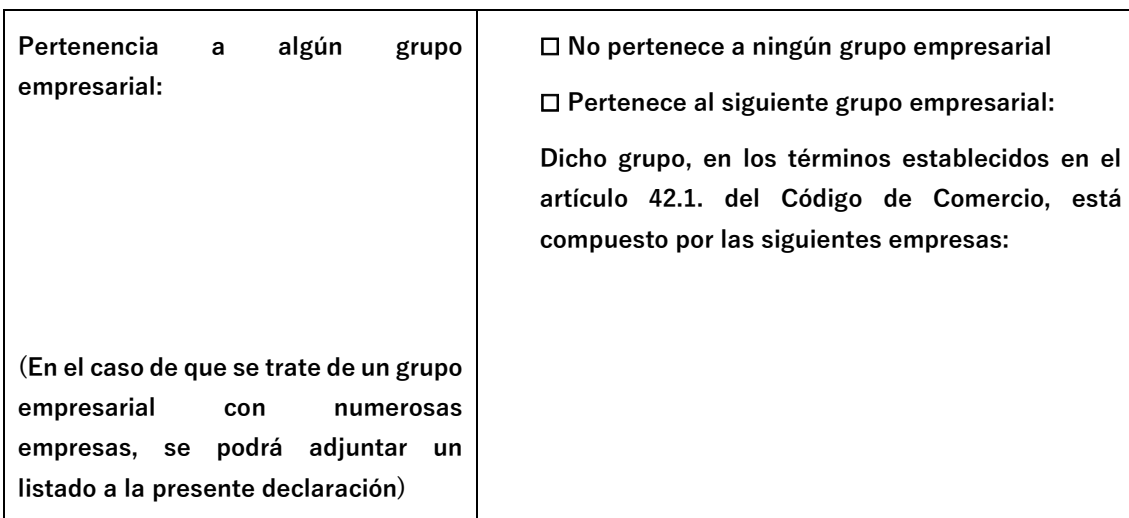 Pertenencia a algún grupo
empresarial:
(En el caso de que se trate de un grupo
empresarial con numerosas
empresas, se podrá adjuntar un
listado a la presente declaración)
☐ No pertenece a ningún grupo empresarial
☐ Pertenece al siguiente grupo empresarial:
Dicho grupo, en los términos establecidos en el
artículo 42.1. del Código de Comercio, está
compuesto por las siguientes empresas: